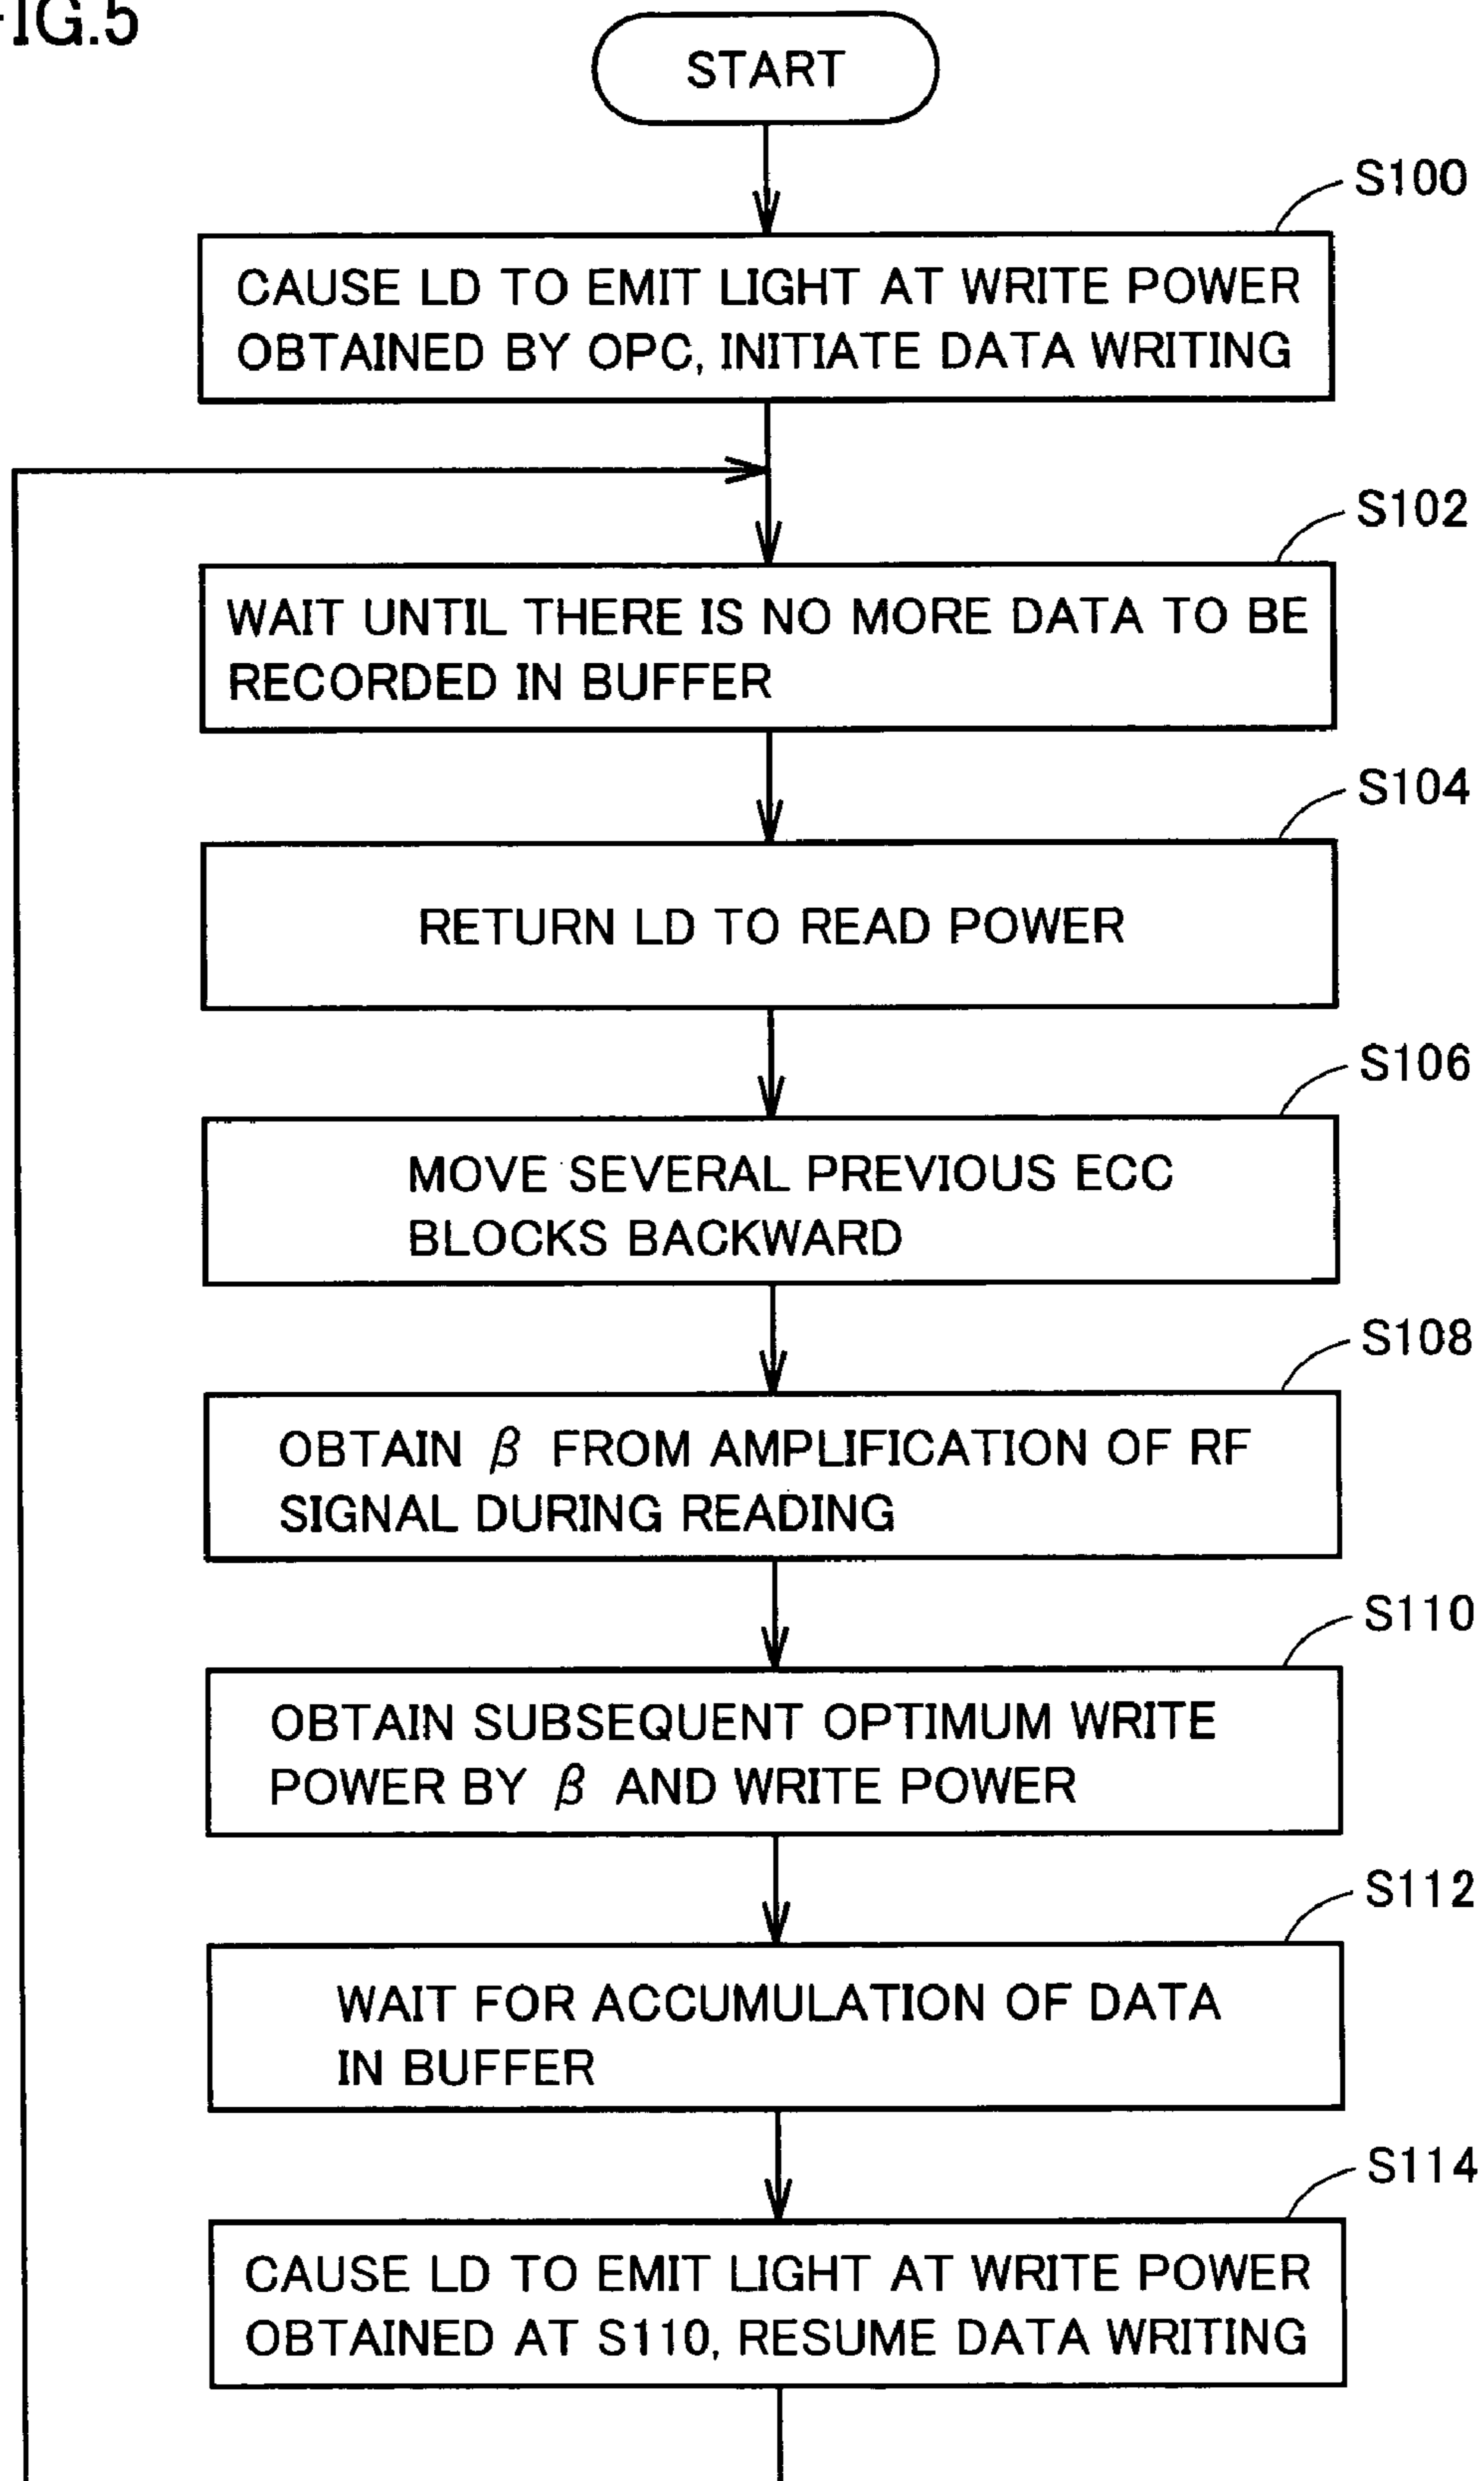 FIG.5
START
S100
CAUSE LD TO EMIT LIGHT AT WRITE POWER
OBTAINED BY OPC, INITIATE DATA WRITING
S102
WAIT UNTIL THERE IS NO MORE DATA TO BE
RECORDED IN BUFFER
S104
RETURN LD TO READ POWER
S106
MOVE SEVERAL PREVIOUS ECC
BLOCKS BACKWARD
S108
OBTAIN β FROM AMPLIFICATION OF RF
SIGNAL DURING READING
S110
OBTAIN SUBSEQUENT OPTIMUM WRITE
POWER BY β AND WRITE POWER
S112
WAIT FOR ACCUMULATION OF DATA
IN BUFFER
S114
CAUSE LD TO EMIT LIGHT AT WRITE POWER
OBTAINED AT S110, RESUME DATA WRITING